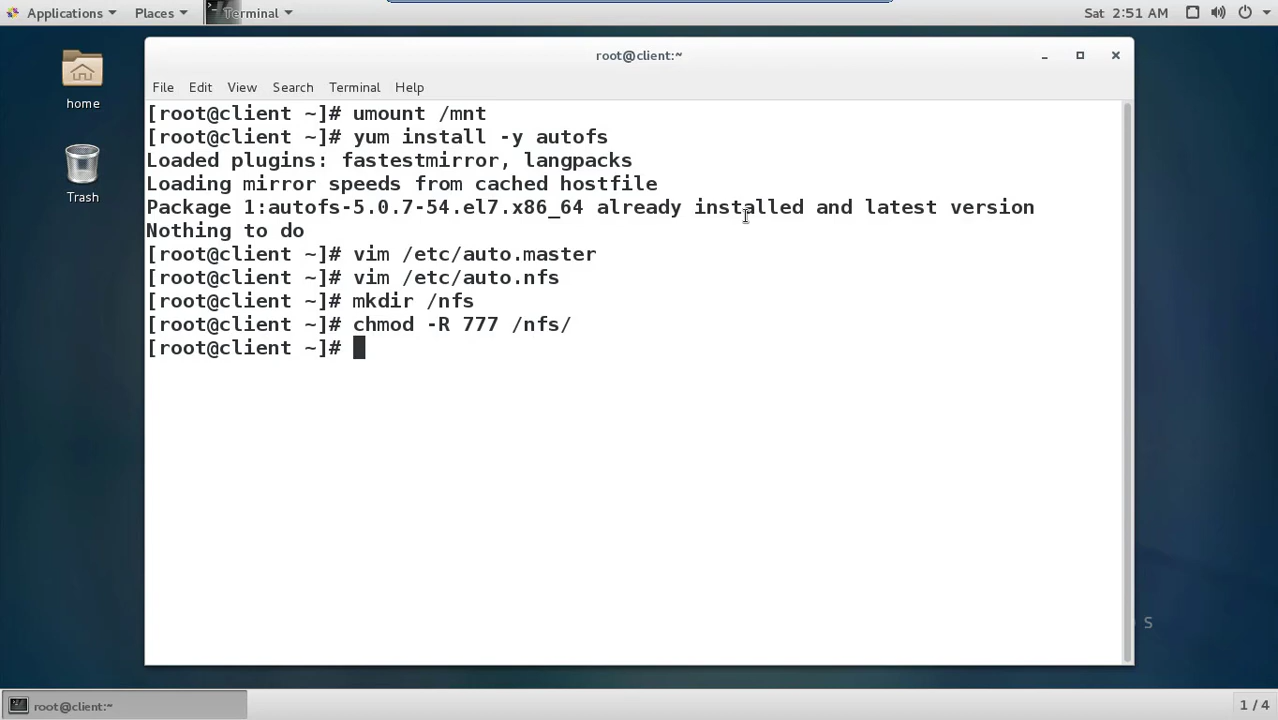 Applications Places Terminal Sat 2:51 AM
root@client:~
File Edit View Search Terminal Help
home
Trash
[root@client ~]# umount /mnt
[root@client ~]# yum install -y autofs
Loaded plugins: fastestmirror, langpacks
Loading mirror speeds from cached hostfile
Package 1:autofs-5.0.7-54.el7.x86_64 already installed and latest version
Nothing to do
[root@client ~]# vim /etc/auto.master
[root@client ~]# vim /etc/auto.nfs
[root@client ~]# mkdir /nfs
[root@client ~]# chmod -R 777 /nfs/
[root@client ~]#
S
root@client:~ 1 / 4